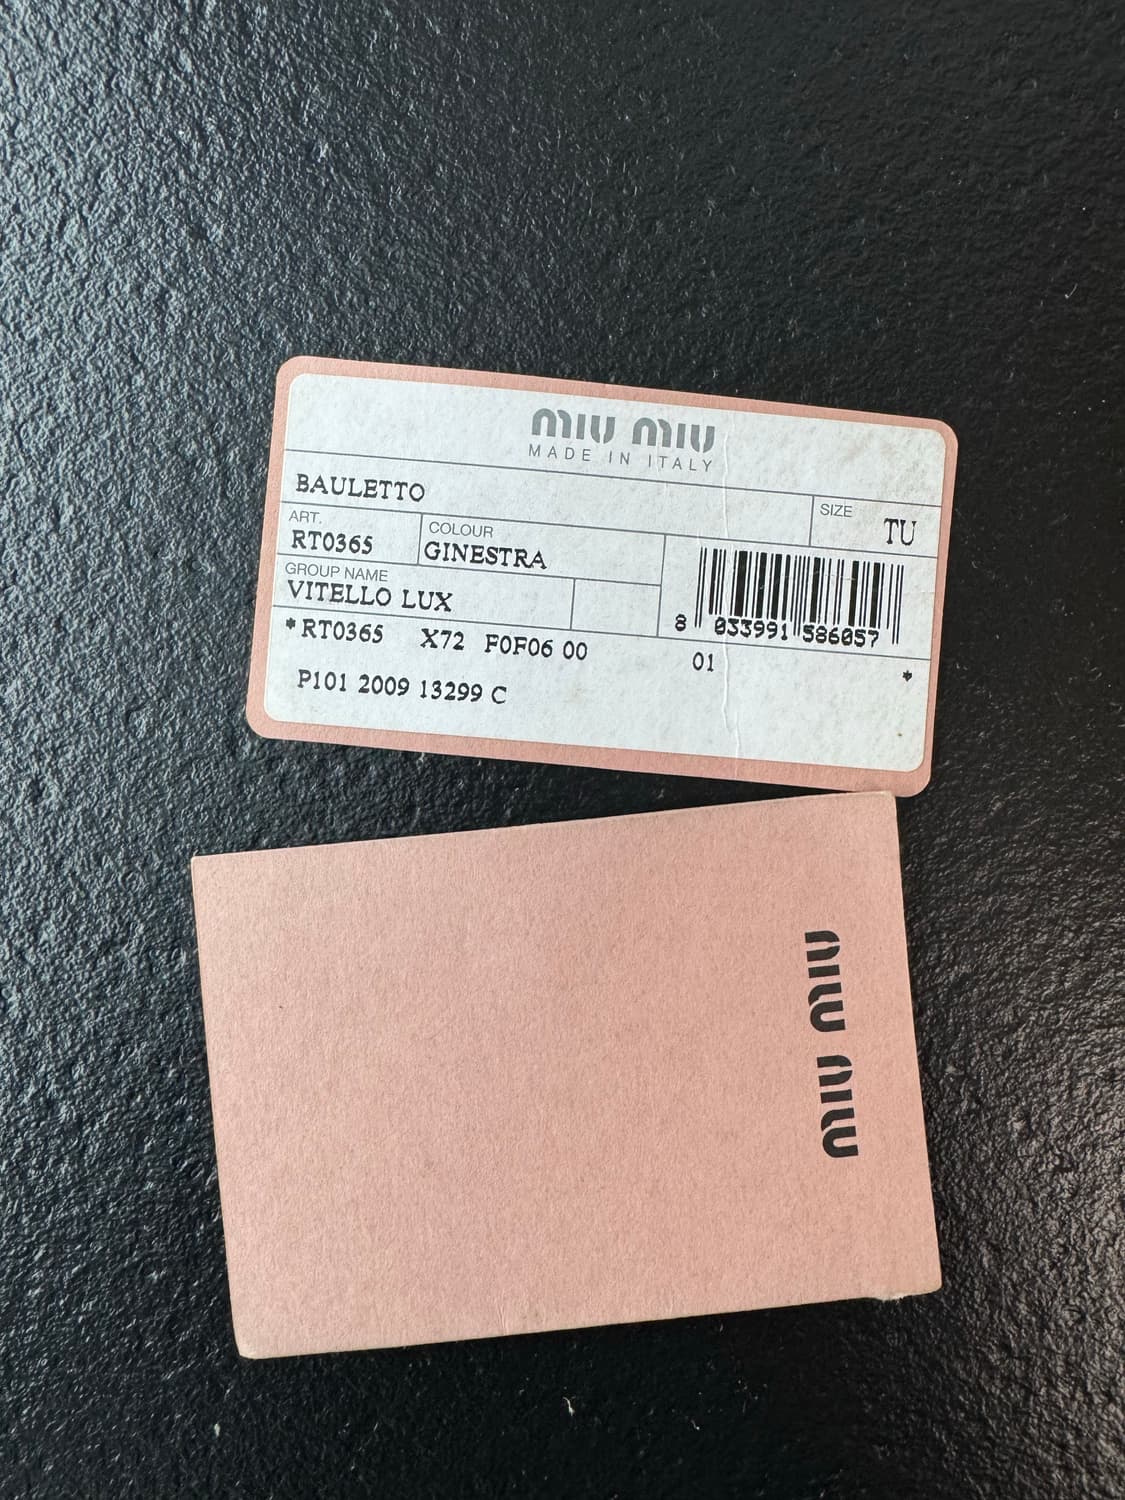 miu miu
MADE IN ITALY
BAULETTO
SIZE TU
ART. RT0365
COLOUR GINESTRA
GROUP NAME
VITELLO LUX
8 033991 586057
*RT0365 X72 F0F06 00 01 *
P101 2009 13299 C
miu miu